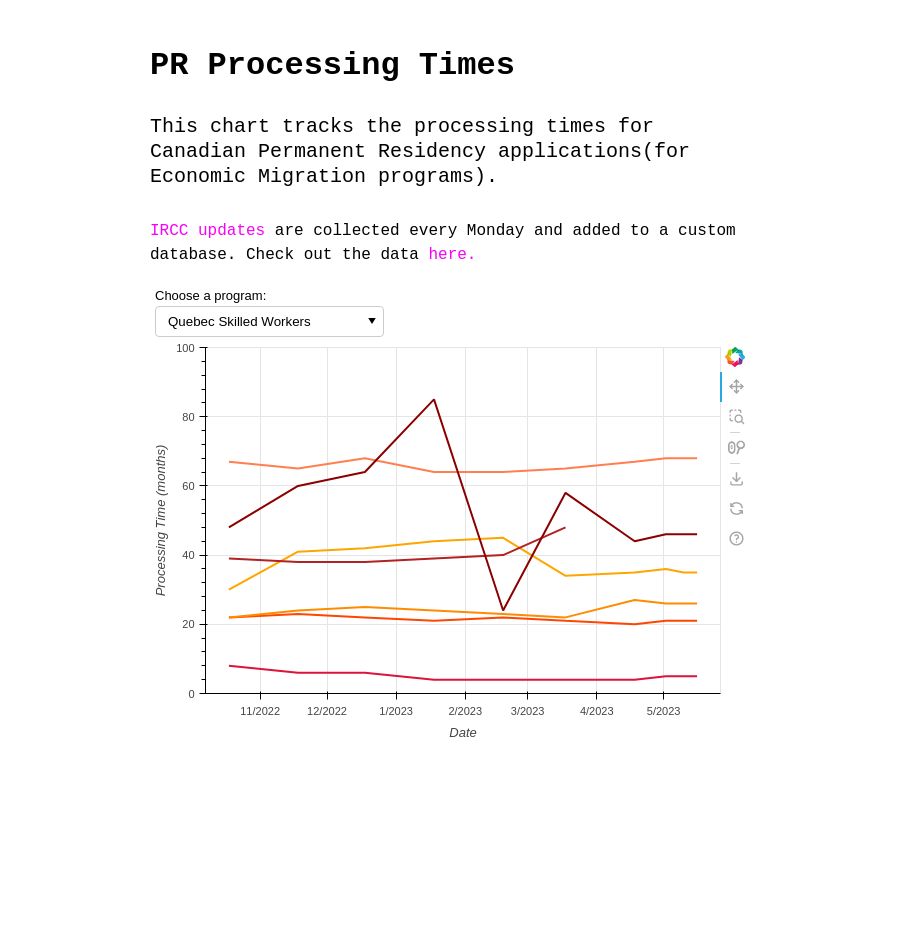 PR Processing Times
This chart tracks the processing times for
Canadian Permanent Residency applications(for
Economic Migration programs).
IRCC updates are collected every Monday and added to a custom
database. Check out the data here.
Choose a program:
Quebec Skilled Workers
100
80
60
40
20
0
Processing Time (months)
11/2022 12/2022 1/2023 2/2023 3/2023 4/2023 5/2023
Date